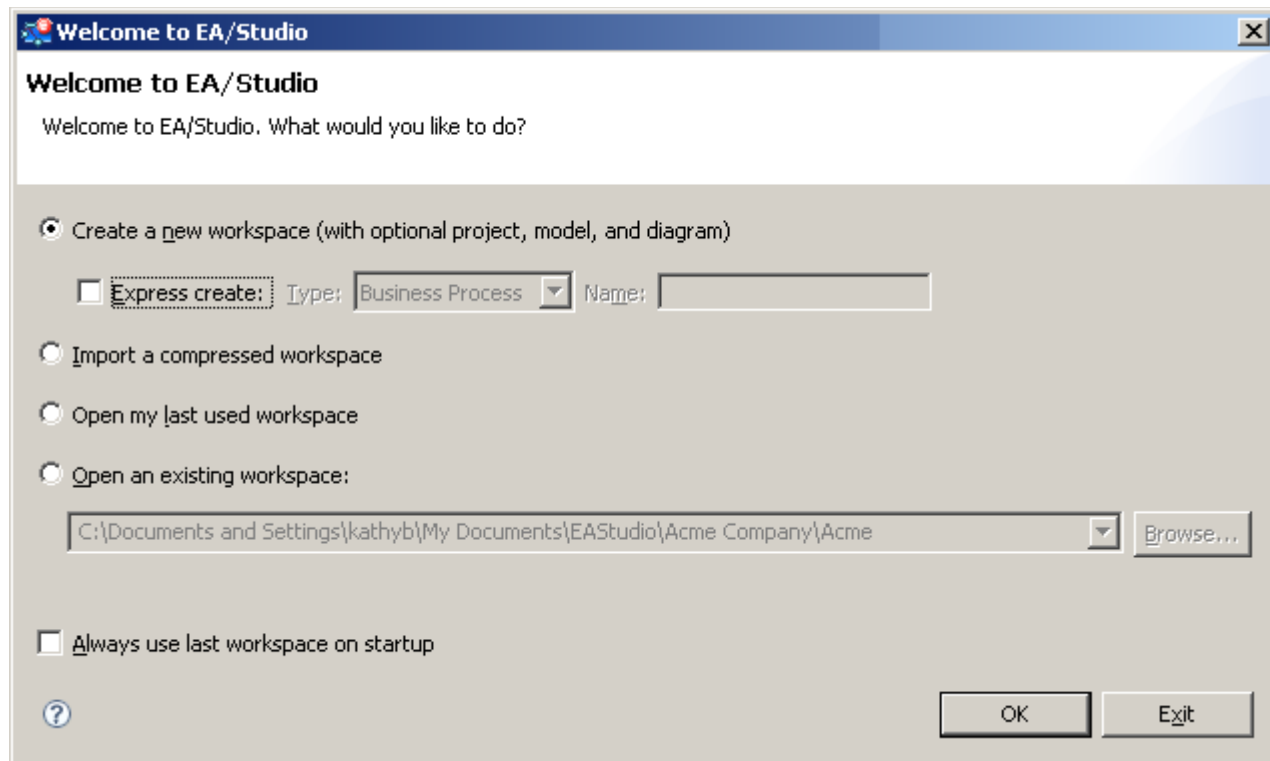 Welcome to EA/Studio
Welcome to EA/Studio
Welcome to EA/Studio. What would you like to do?
Create a new workspace (with optional project, model, and diagram)
Express create: Type: Business Process Name:
Import a compressed workspace
Open my last used workspace
Open an existing workspace:
C:\Documents and Settings\kathyb\My Documents\EAStudio\Acme Company\Acme Browse...
Always use last workspace on startup
? OK Exit